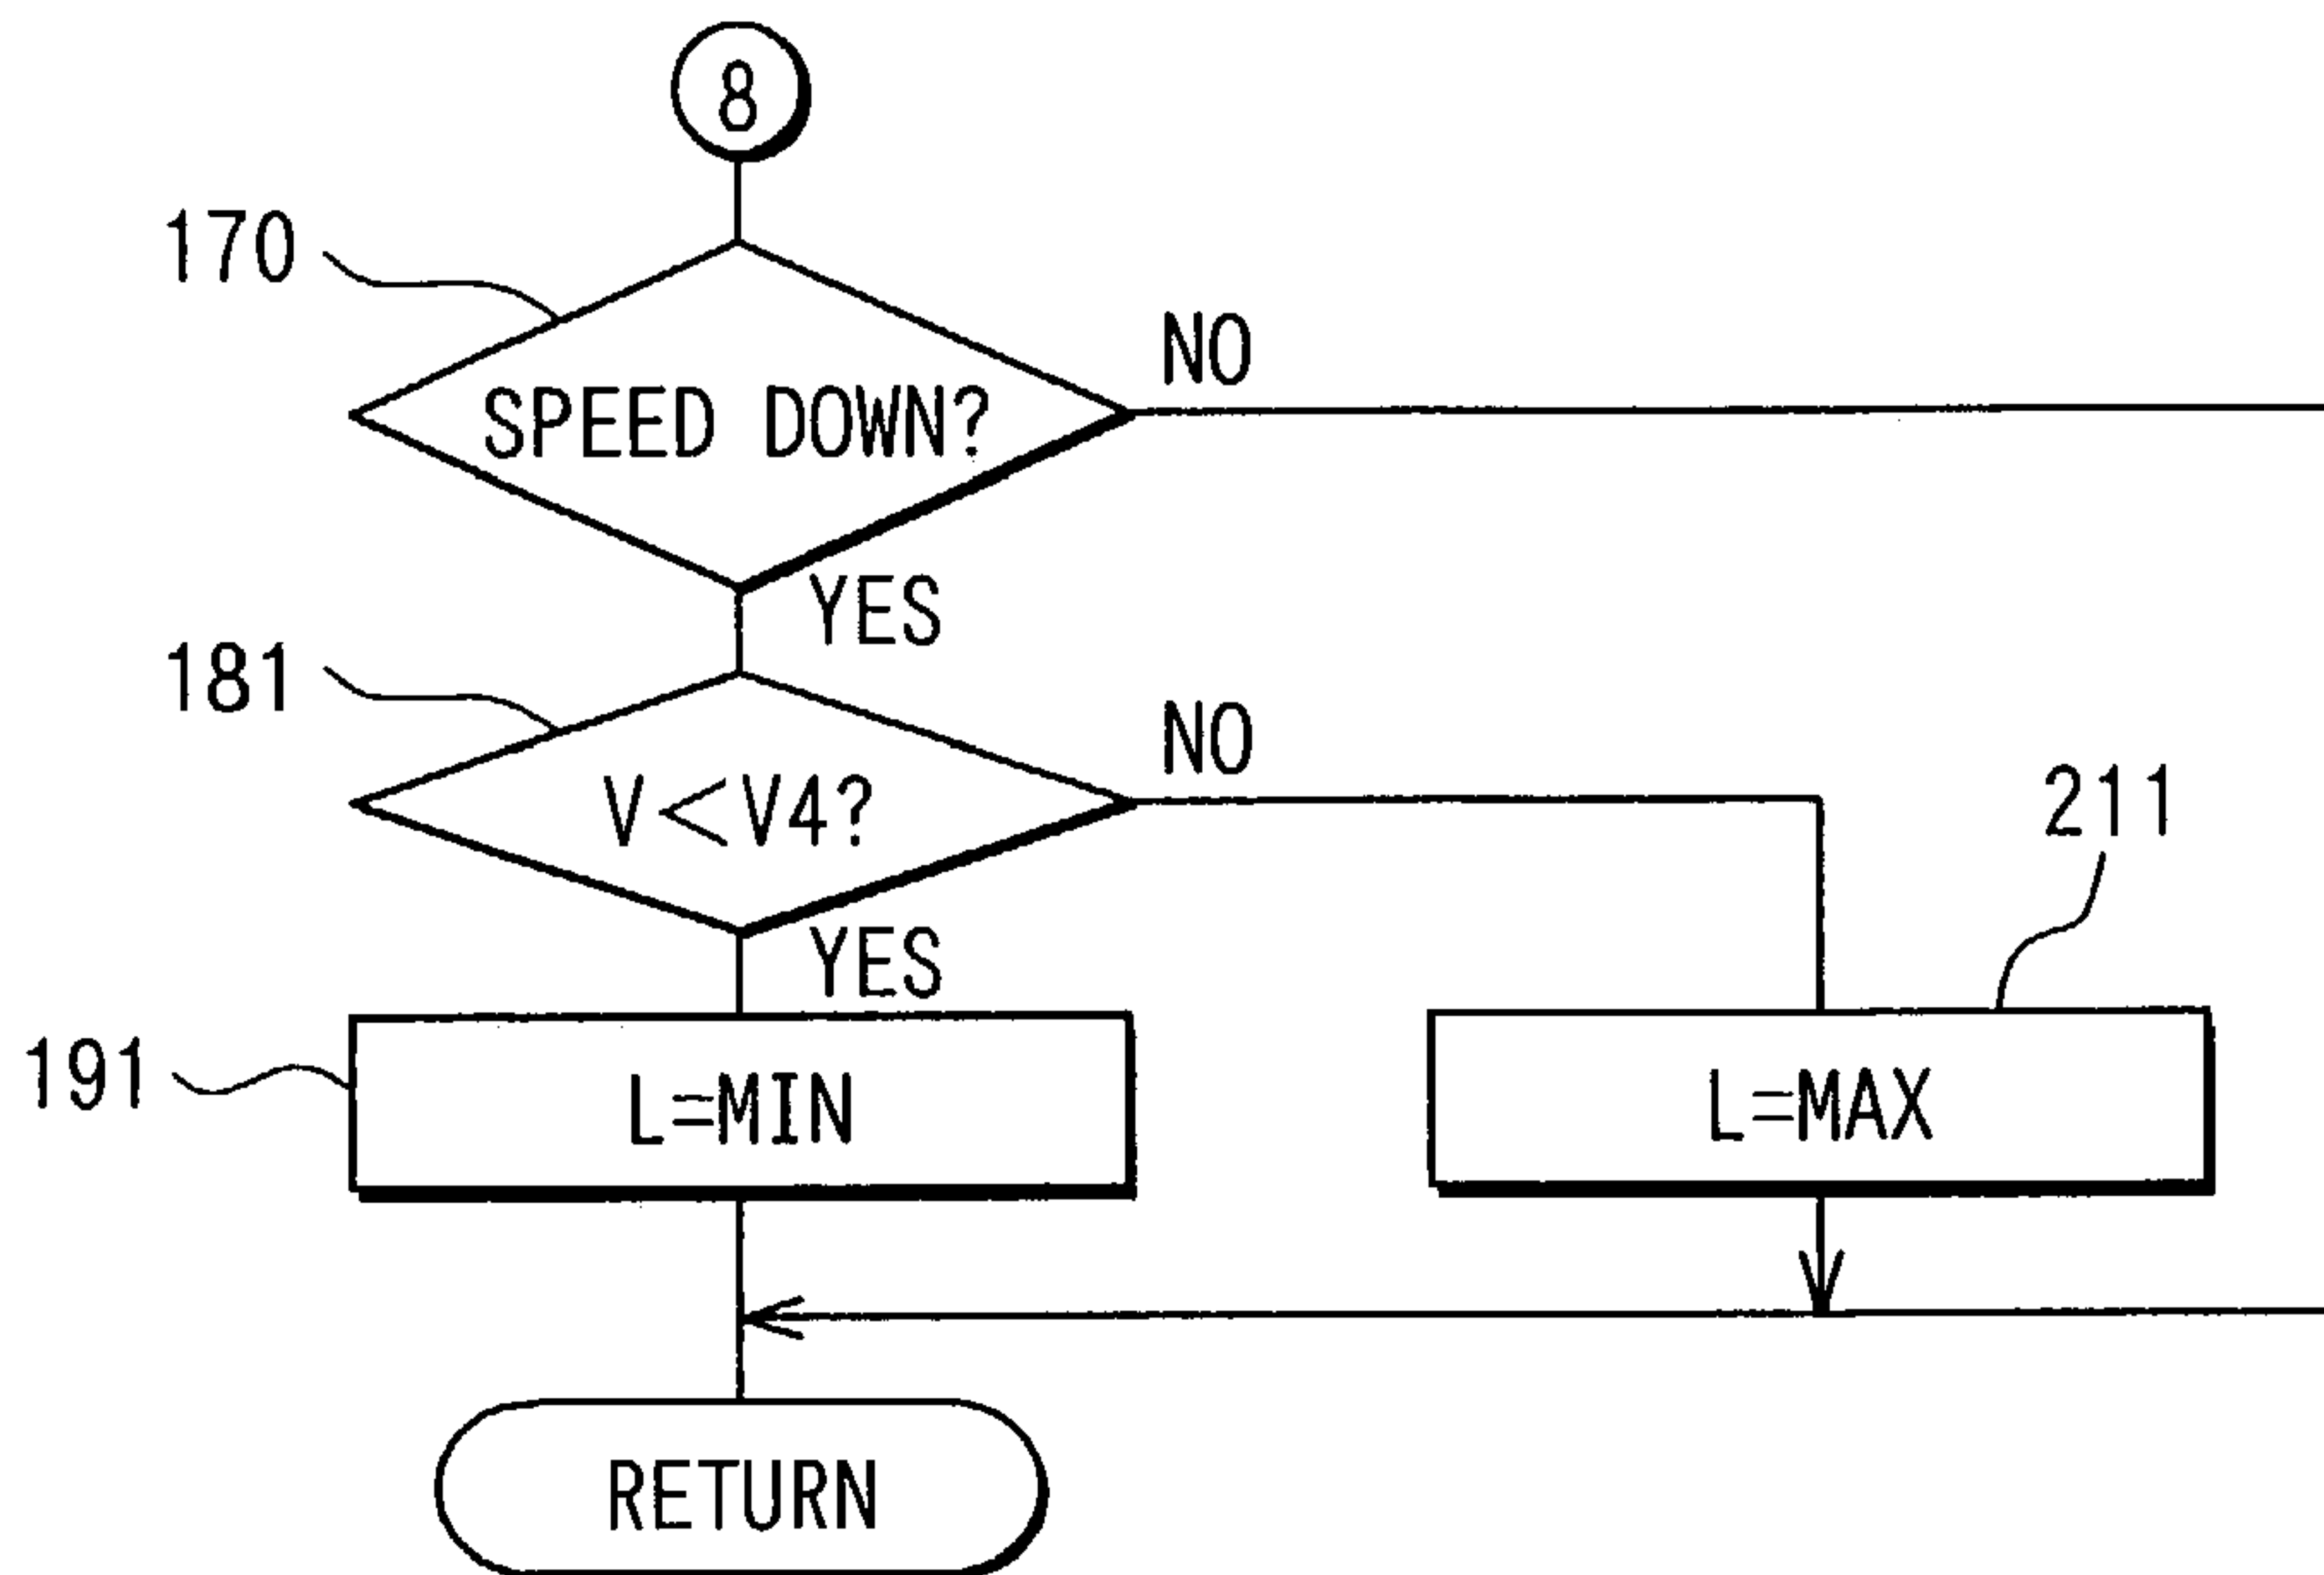 8
170
NO
SPEED DOWN?
YES
181
NO
V<V4?
211
YES
191
L=MIN
L=MAX
RETURN